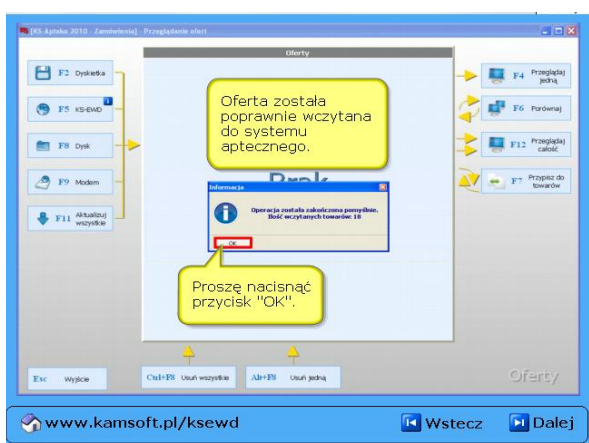 [KS-Apteka 2010 - Zamówienia] - Przeglądanie ofert
Oferty
F2 Dyskietka
F5 KS-EWD
F8 Dysk
F9 Modem
F11 Aktualizuj
wszystkie
Oferta została
poprawnie wczytana
do systemu
aptecznego.
Brak
Informacja
Operacja została zakończona pomyślnie.
Ilość wczytanych towarów: 18
OK
Proszę nacisnąć
przycisk "OK".
F4 Przeglądaj
jedną
F6 Porównaj
F12 Przeglądaj
całość
F7 Przypisz do
towarów
Esc Wyjście
Ctrl+F8 Usuń wszystkie
Alt+F8 Usuń jedną
Oferty
www.kamsoft.pl/ksewd
Wstecz
Dalej